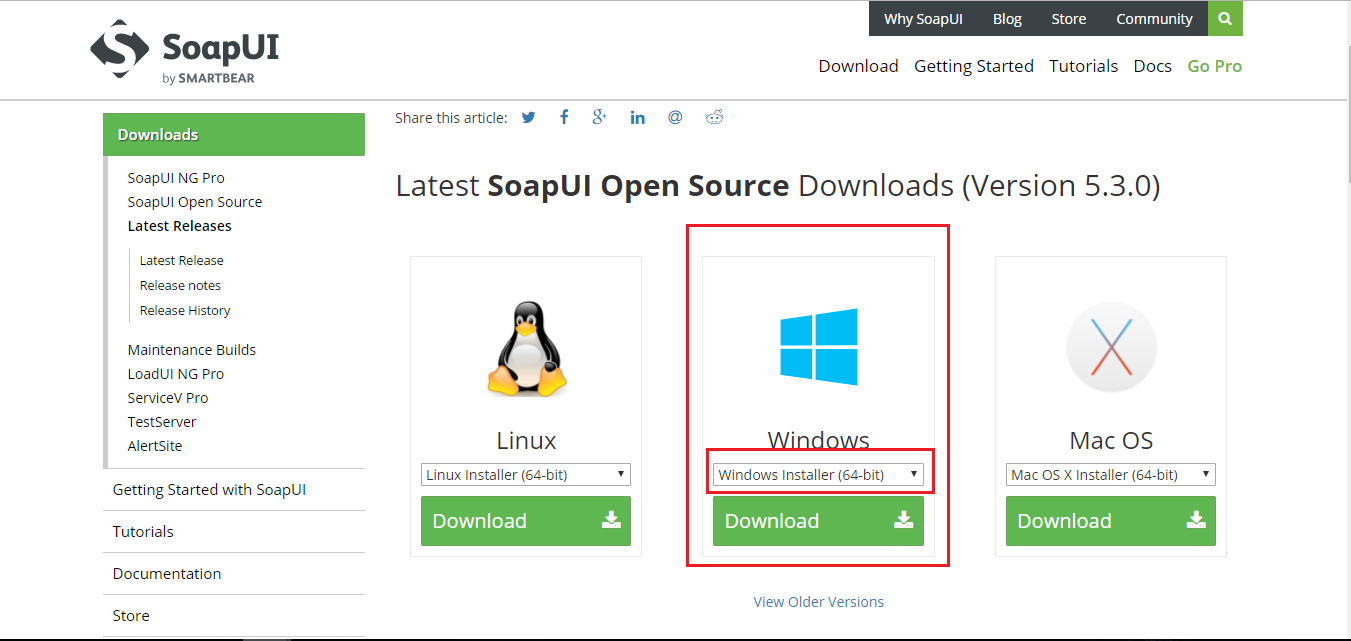 Why SoapUI Blog Store Community
SoapUI
by SMARTBEAR
Download Getting Started Tutorials Docs Go Pro
Downloads
SoapUI NG Pro
SoapUI Open Source
Latest Releases
Latest Release
Release notes
Release History
Maintenance Builds
LoadUI NG Pro
ServiceV Pro
TestServer
AlertSite
Getting Started with SoapUI
Tutorials
Documentation
Store
Share this article:
Latest SoapUI Open Source Downloads (Version 5.3.0)
Linux
Linux Installer (64-bit)
Download
Windows
Windows Installer (64-bit)
Download
Mac OS
Mac OS X Installer (64-bit)
Download
View Older Versions